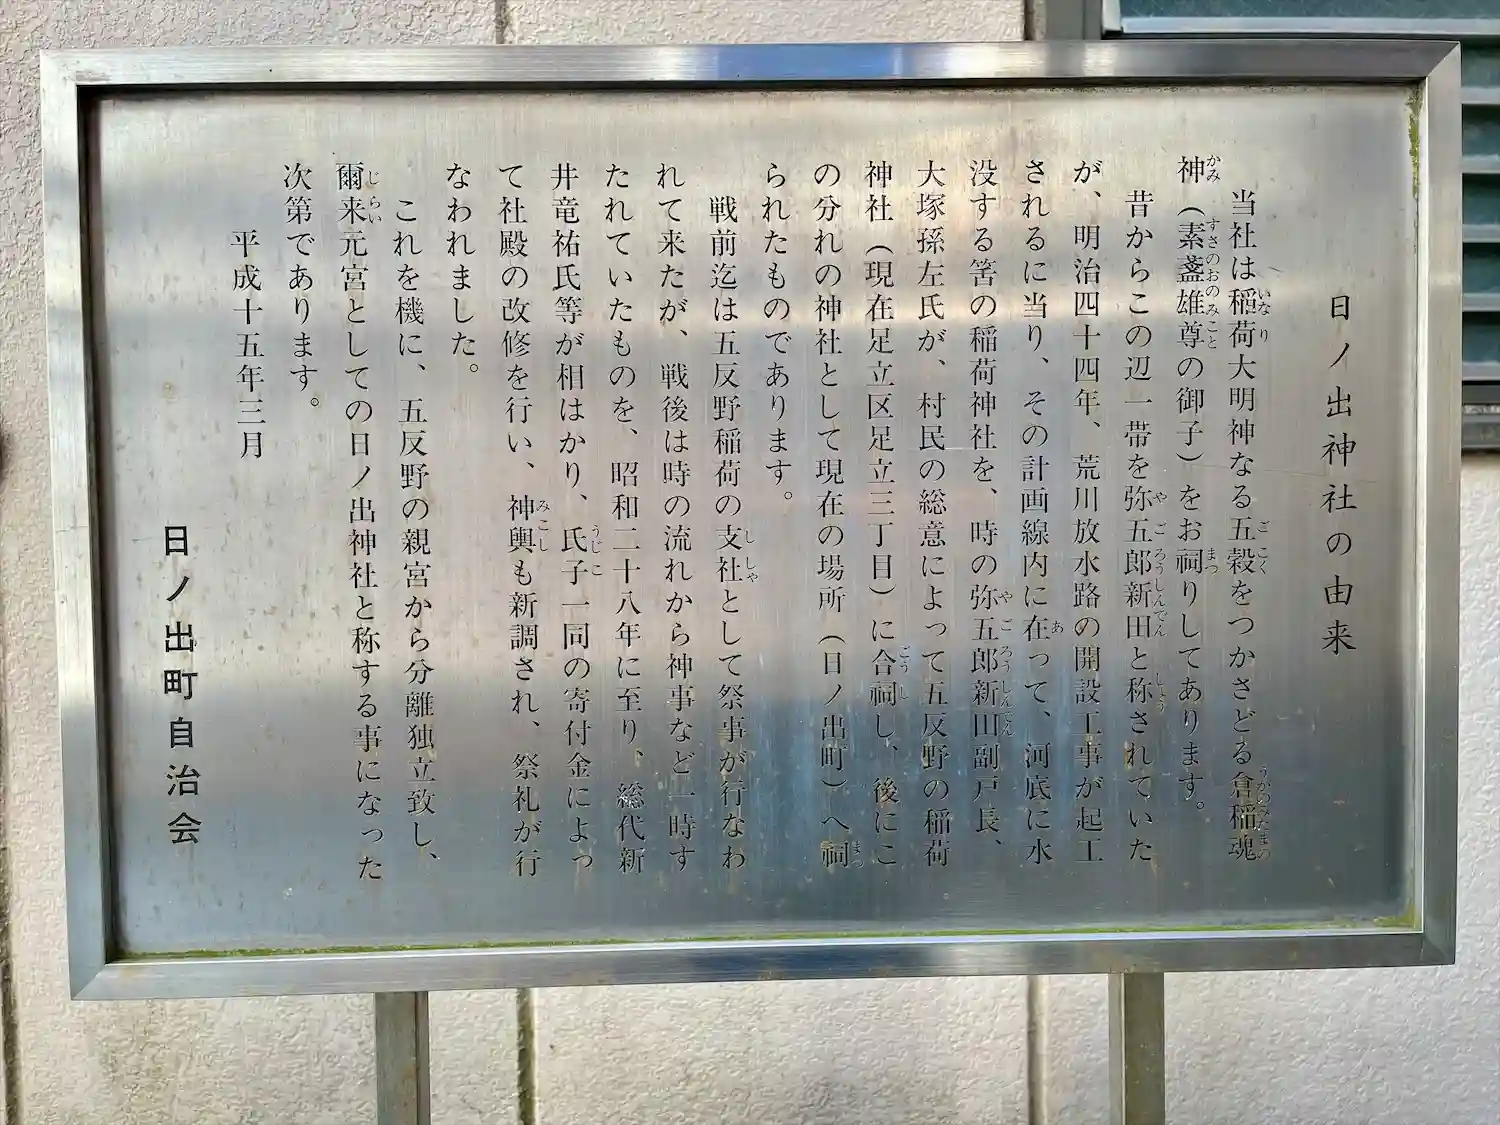 日ノ出神社の由来
当社は稲荷大明神なる五穀をつかさどる倉稲魂
神（素盞雄尊の御子）をお祠りしてあります。
昔からこの辺一帯を弥五郎新田と称されていた
が、明治四十四年、荒川放水路の開設工事が起工
されるに当り、その計画線内に在って、河底に水
没する筈の稲荷神社を、時の弥五郎新田副戸長、
大塚孫左氏が、村民の総意によって五反野の稲荷
神社（現在足立区足立三丁目）に合祠し、後にこ
の分れの神社として現在の場所（日ノ出町）へ祠
られたものであります。
戦前迄は五反野稲荷の支社として祭事が行なわ
れて来たが、戦後は時の流れから神事など一時す
たれていたものを、昭和二十八年に至り、総代新
井竜祐氏等が相はかり、氏子一同の寄付金によっ
て社殿の改修を行い、神輿も新調され、祭礼が行
なわれました。
これを機に、五反野の親宮から分離独立致し、
爾来元宮としての日ノ出神社と称する事になった
次第であります。
平成十五年三月
日ノ出町自治会